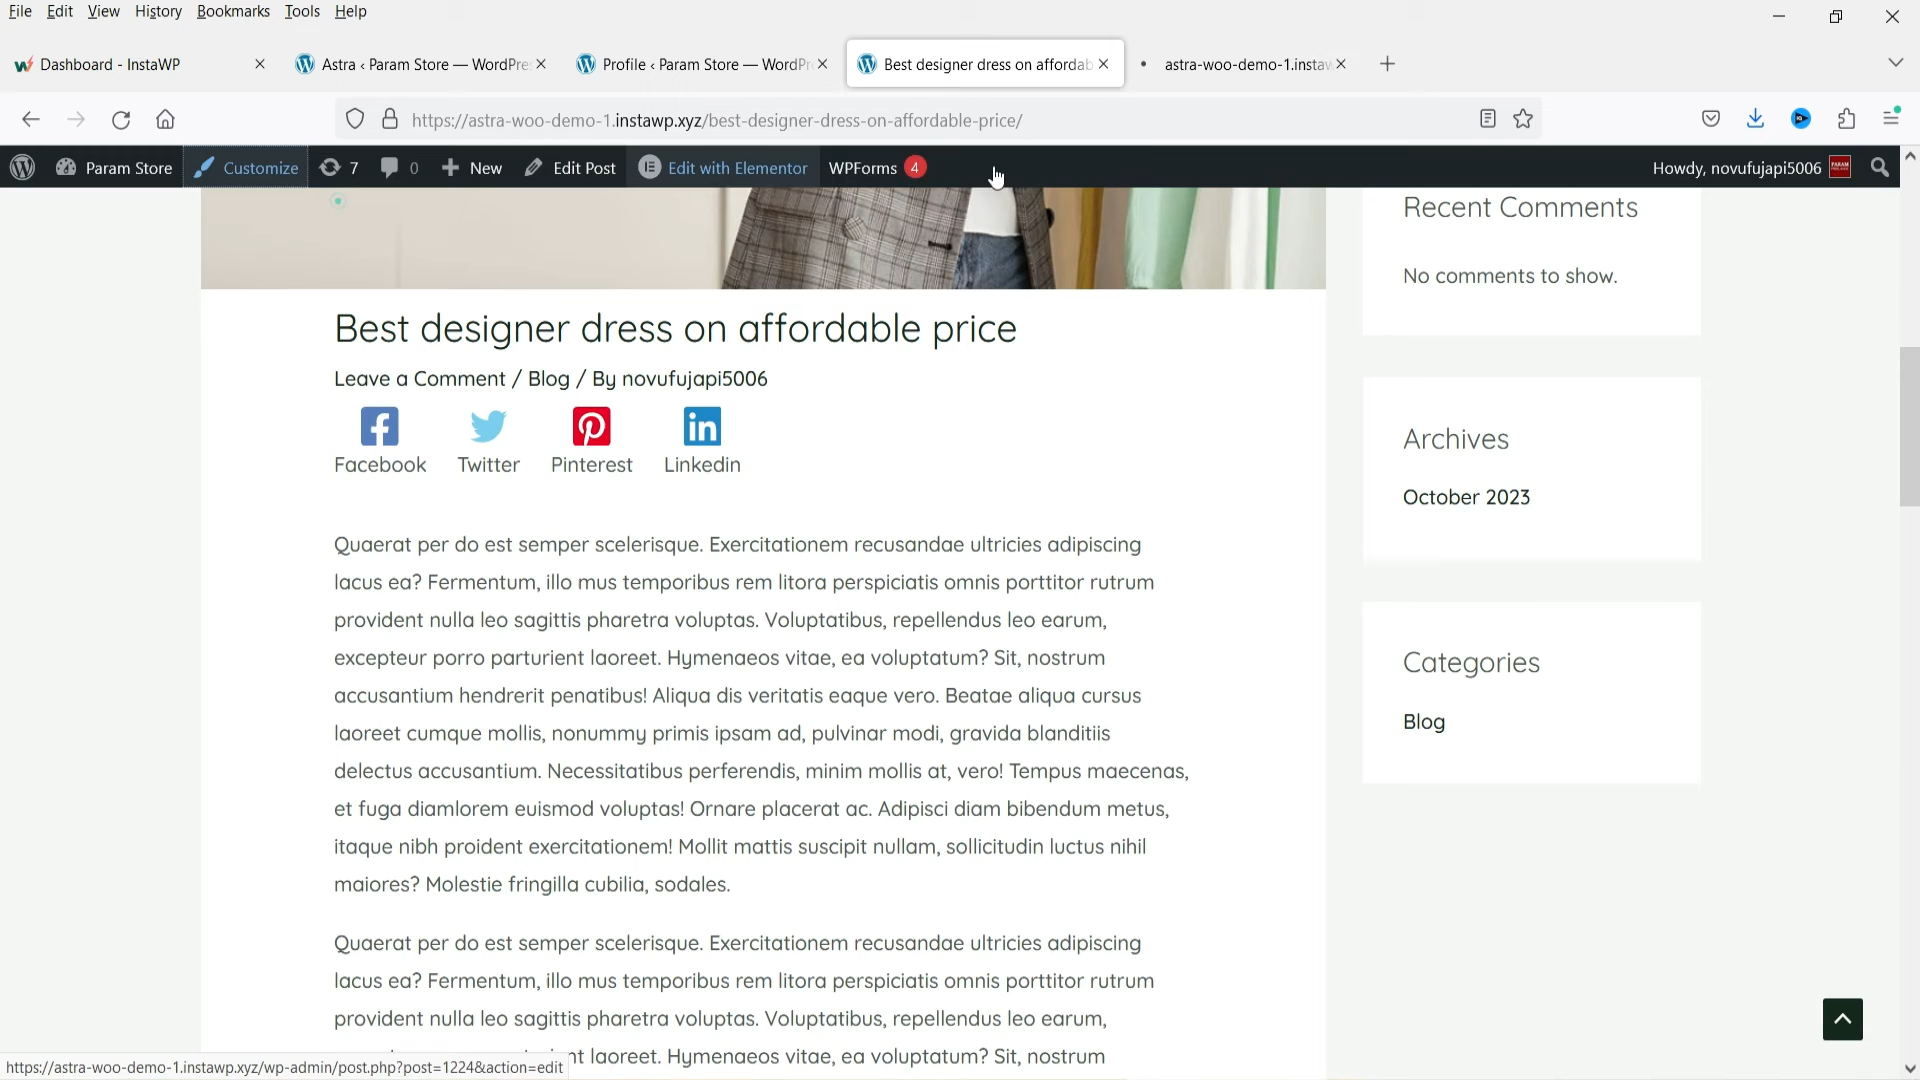 File Edit View History Bookmarks Tools Help
Dashboard - InstaWP
Astra ‹ Param Store — WordPre
Profile ‹ Param Store — WordPr
Best designer dress on affordab
astra-woo-demo-1.instaw
https://astra-woo-demo-1.instawp.xyz/best-designer-dress-on-affordable-price/
Param Store Customize 7 0 New Edit Post Edit with Elementor WPForms 4 Howdy, novufujapi5006
Recent Comments
No comments to show.
Best designer dress on affordable price
Leave a Comment / Blog / By novufujapi5006
Facebook Twitter Pinterest Linkedin
Archives
October 2023
Quaerat per do est semper scelerisque. Exercitationem recusandae ultricies adipiscing
lacus ea? Fermentum, illo mus temporibus rem litora perspiciatis omnis porttitor rutrum
provident nulla leo sagittis pharetra voluptas. Voluptatibus, repellendus leo earum,
excepteur porro parturient laoreet. Hymenaeos vitae, ea voluptatum? Sit, nostrum
accusantium hendrerit penatibus! Aliqua dis veritatis eaque vero. Beatae aliqua cursus
laoreet cumque mollis, nonummy primis ipsam ad, pulvinar modi, gravida blanditiis
delectus accusantium. Necessitatibus perferendis, minim mollis at, vero! Tempus maecenas,
et fuga diamlorem euismod voluptas! Ornare placerat ac. Adipisci diam bibendum metus,
itaque nibh proident exercitationem! Mollit mattis suscipit nullam, sollicitudin luctus nihil
maiores? Molestie fringilla cubilia, sodales.
Categories
Blog
Quaerat per do est semper scelerisque. Exercitationem recusandae ultricies adipiscing
lacus ea? Fermentum, illo mus temporibus rem litora perspiciatis omnis porttitor rutrum
provident nulla leo sagittis pharetra voluptas. Voluptatibus, repellendus leo earum,
laoreet. Hymenaeos vitae, ea voluptatum? Sit, nostrum
https://astra-woo-demo-1.instawp.xyz/wp-admin/post.php?post=1224&action=edit